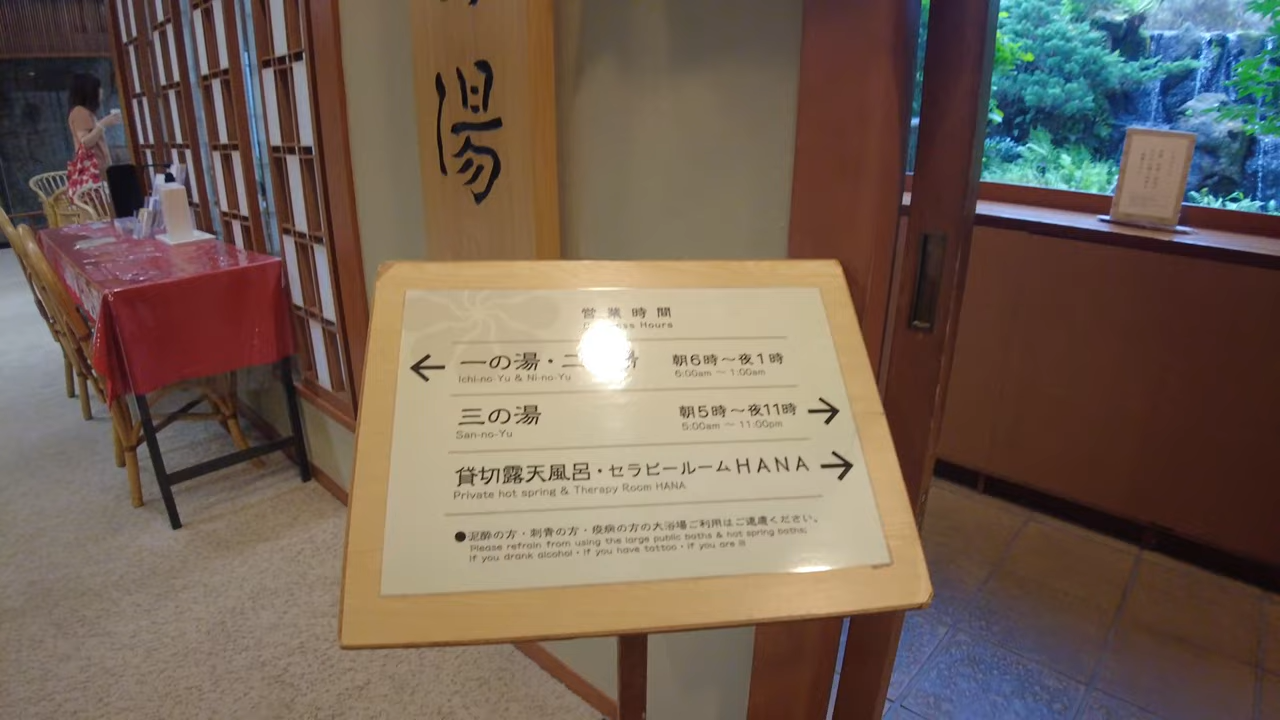 湯
営業時間
Hours
一の湯・二
朝6時～夜1時
Ichi-no-Yu & Ni-no-Yu
6:00am ～ 1:00am
三の湯
朝5時～夜11時
San-no-Yu
5:00am ～ 11:00pm
貸切露天風呂・セラピールームHANA
Private hot spring & Therapy Room HANA
●泥酔の方・刺青の方・疫病の方の大浴場ご利用はご遠慮ください。
Please refrain from using the large public baths & hot spring baths;
if you drank alcohol・if you have tattoo・if you are ill